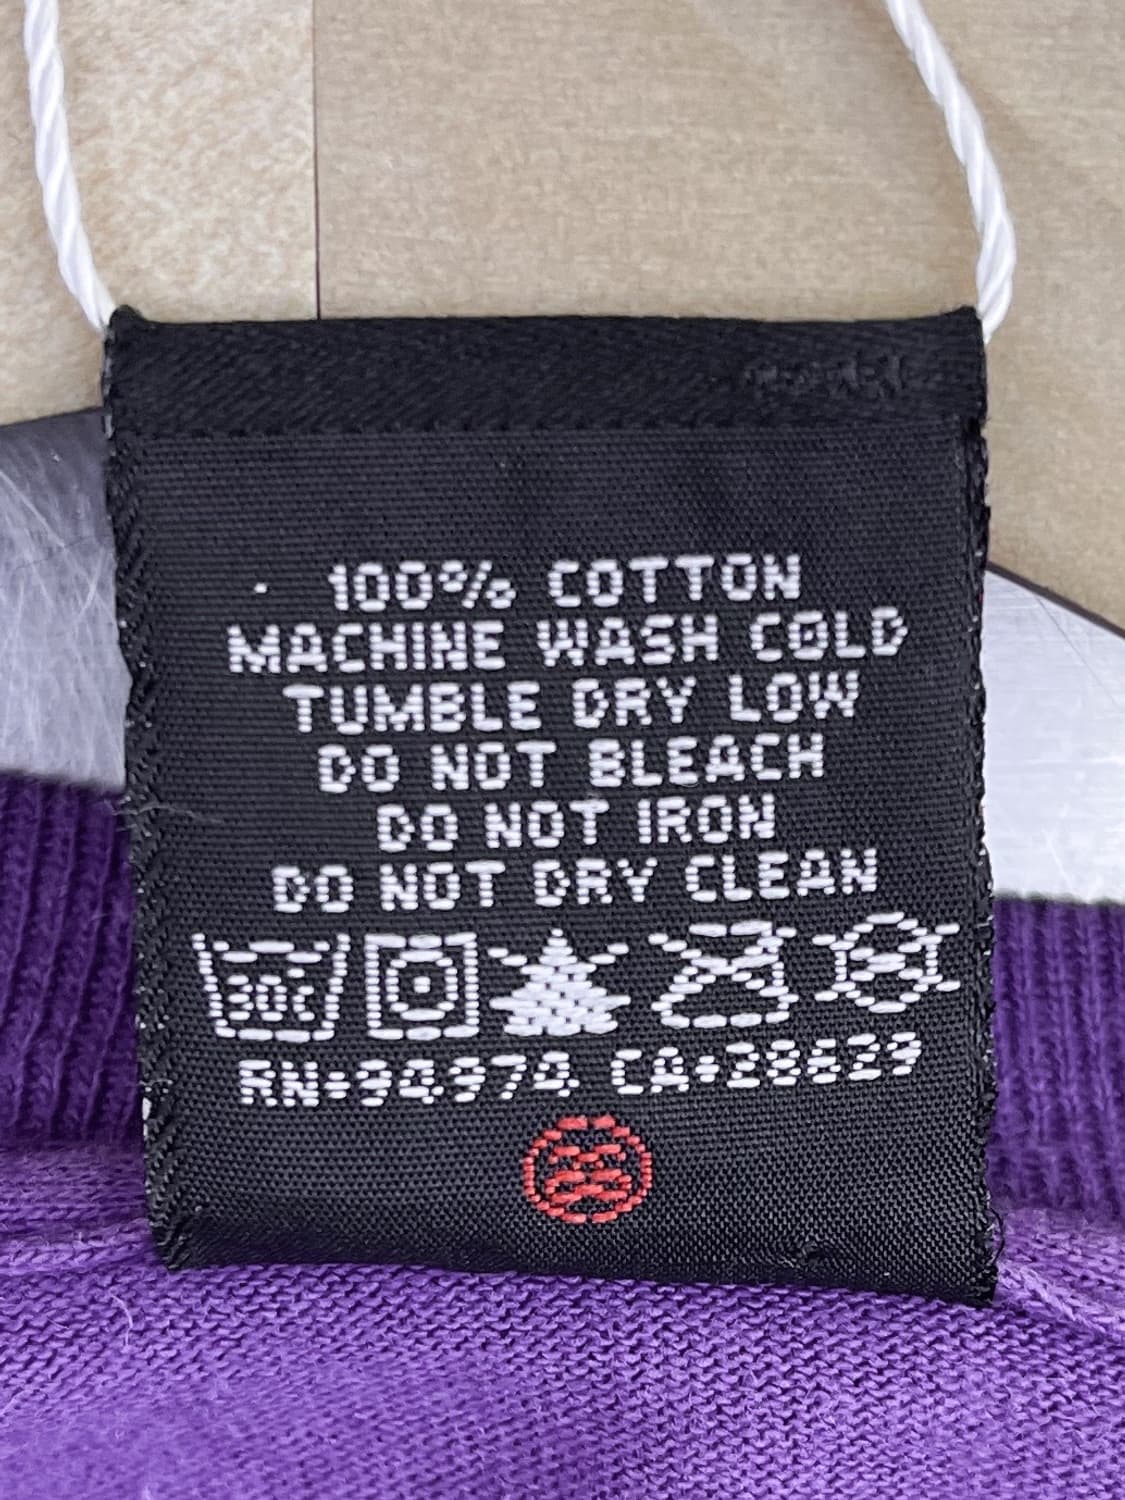 100% COTTON
MACHINE WASH COLD
TUMBLE DRY LOW
DO NOT BLEACH
DO NOT IRON
DO NOT DRY CLEAN
30c
RN#94974 CA#28629